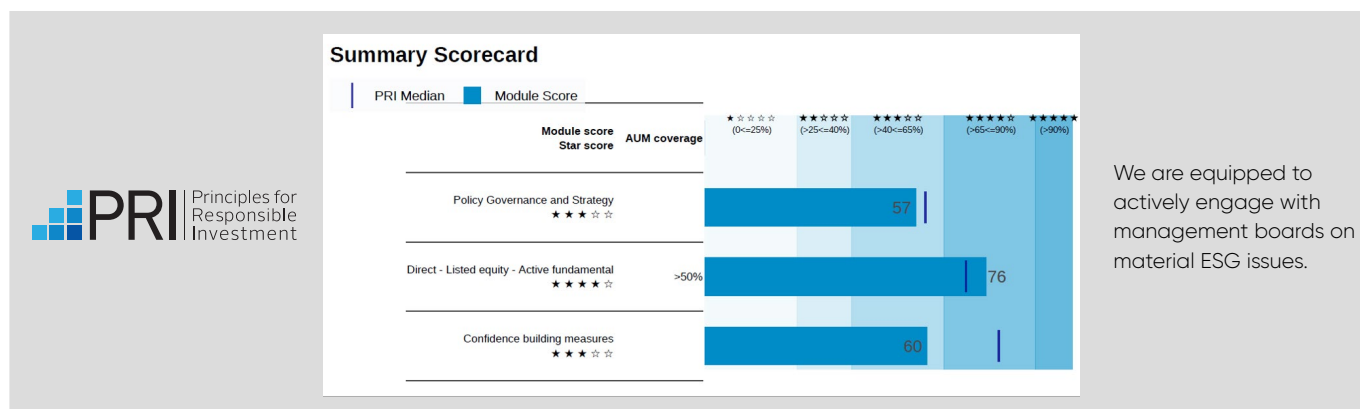 PRI
Principles for
Responsible
Investment
Summary Scorecard
PRI Median
Module Score
Module score
Star score
AUM coverage
★☆☆☆☆
(0<=25%)
★★☆☆☆
(>25<=40%)
★★★☆☆
(>40<=65%)
★★★★☆
(>65<=90%)
★★★★★
(>90%)
Policy Governance and Strategy
★★★☆☆
57
Direct - Listed equity - Active fundamental
★★★★☆
>50%
76
Confidence building measures
★★★☆☆
60
We are equipped to
actively engage with
management boards on
material ESG issues.